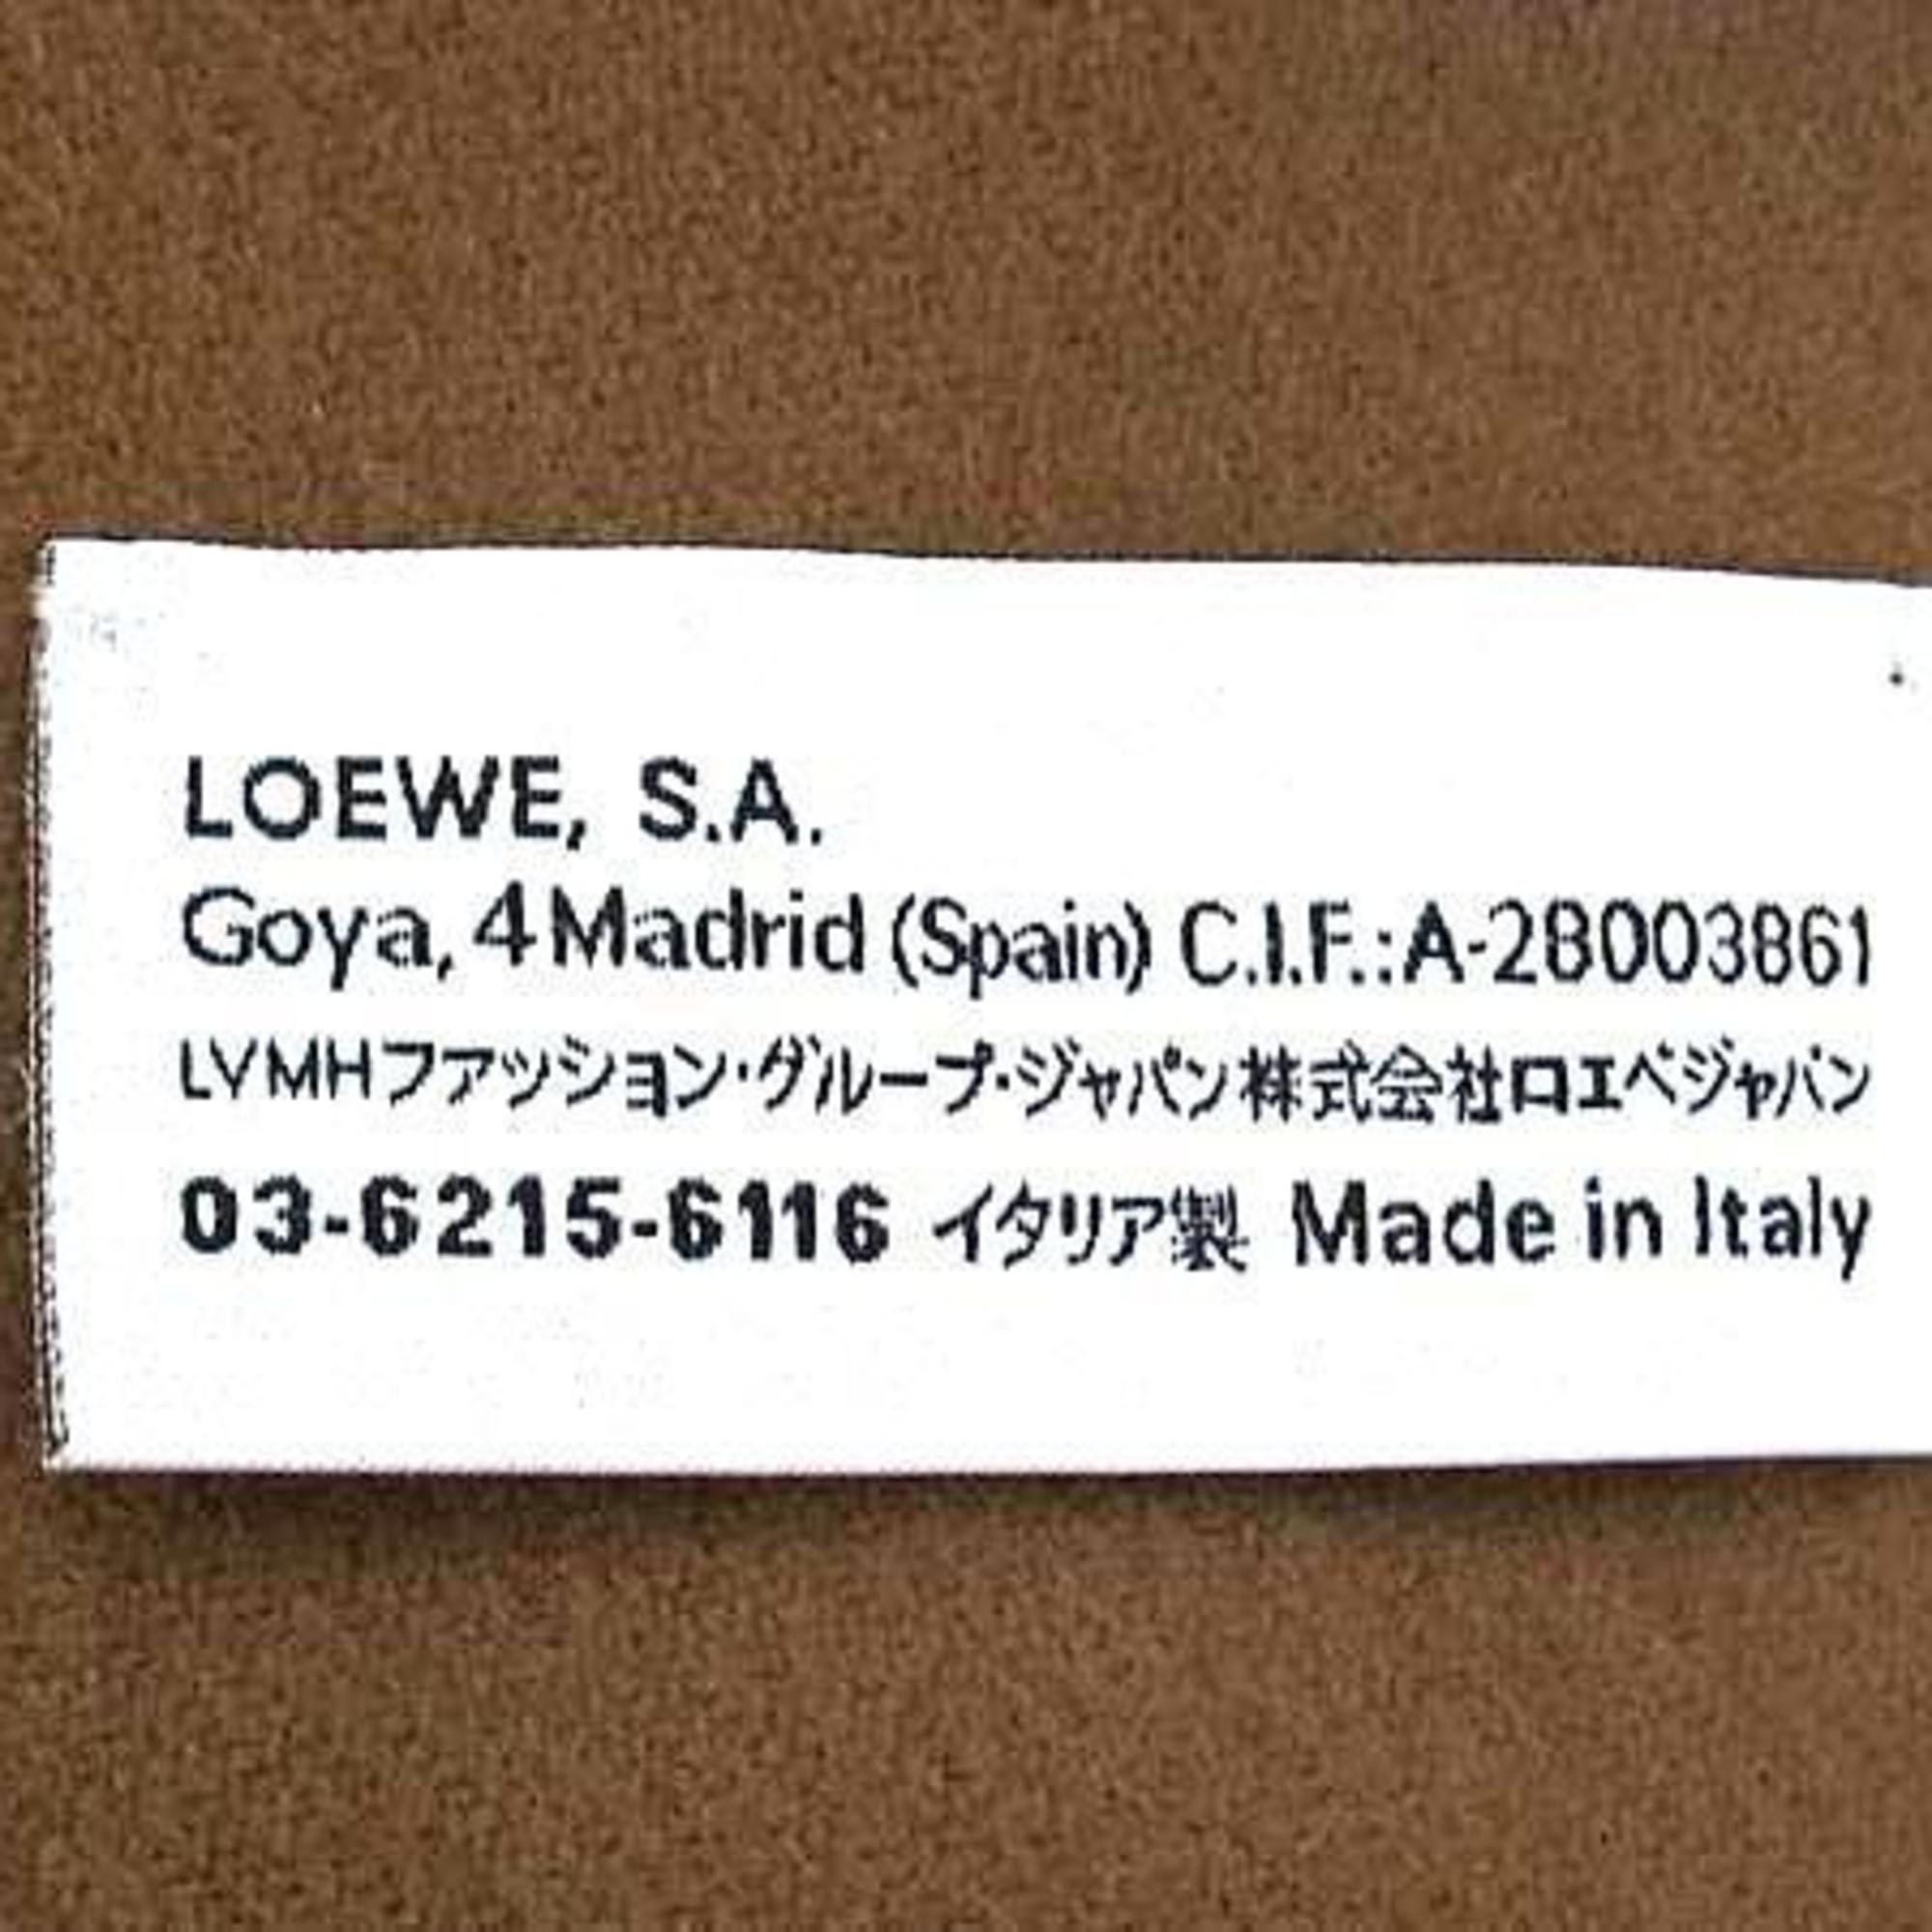 LOEWE, S.A.
Goya, 4 Madrid (Spain) C.I.F.:A-28003861
LVMHファッション·グループ·ジャパン株式会社ロエベジャパン
03-6215-6116 イタリア製 Made in Italy